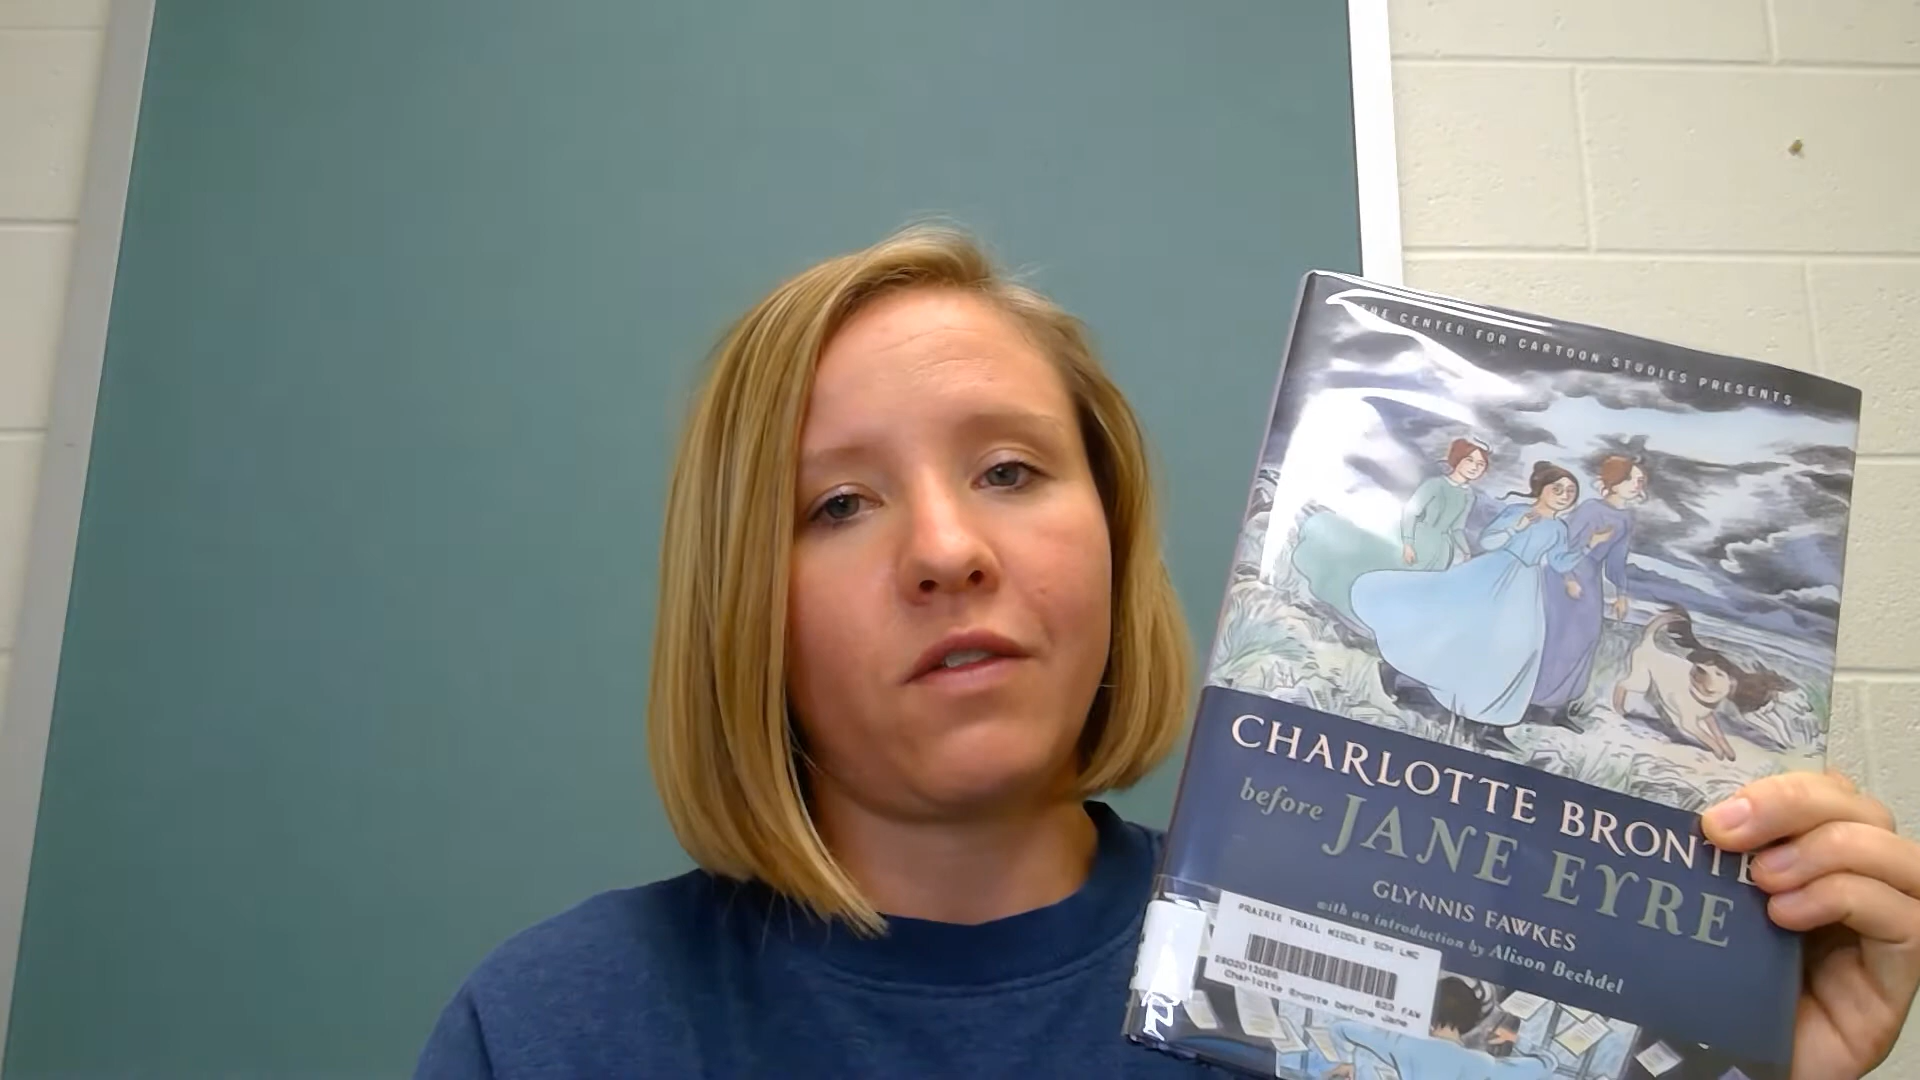 THE CENTER FOR CARTOON STUDIES PRESENTS
CHARLOTTE BRONTE
before JANE EYRE
GLYNNIS FAWKES
with an introduction by Alison Bechdel
PRAIRIE TRAIL MIDDLE SCH LMC
823 FAW
Charlotte Bronte before Jane